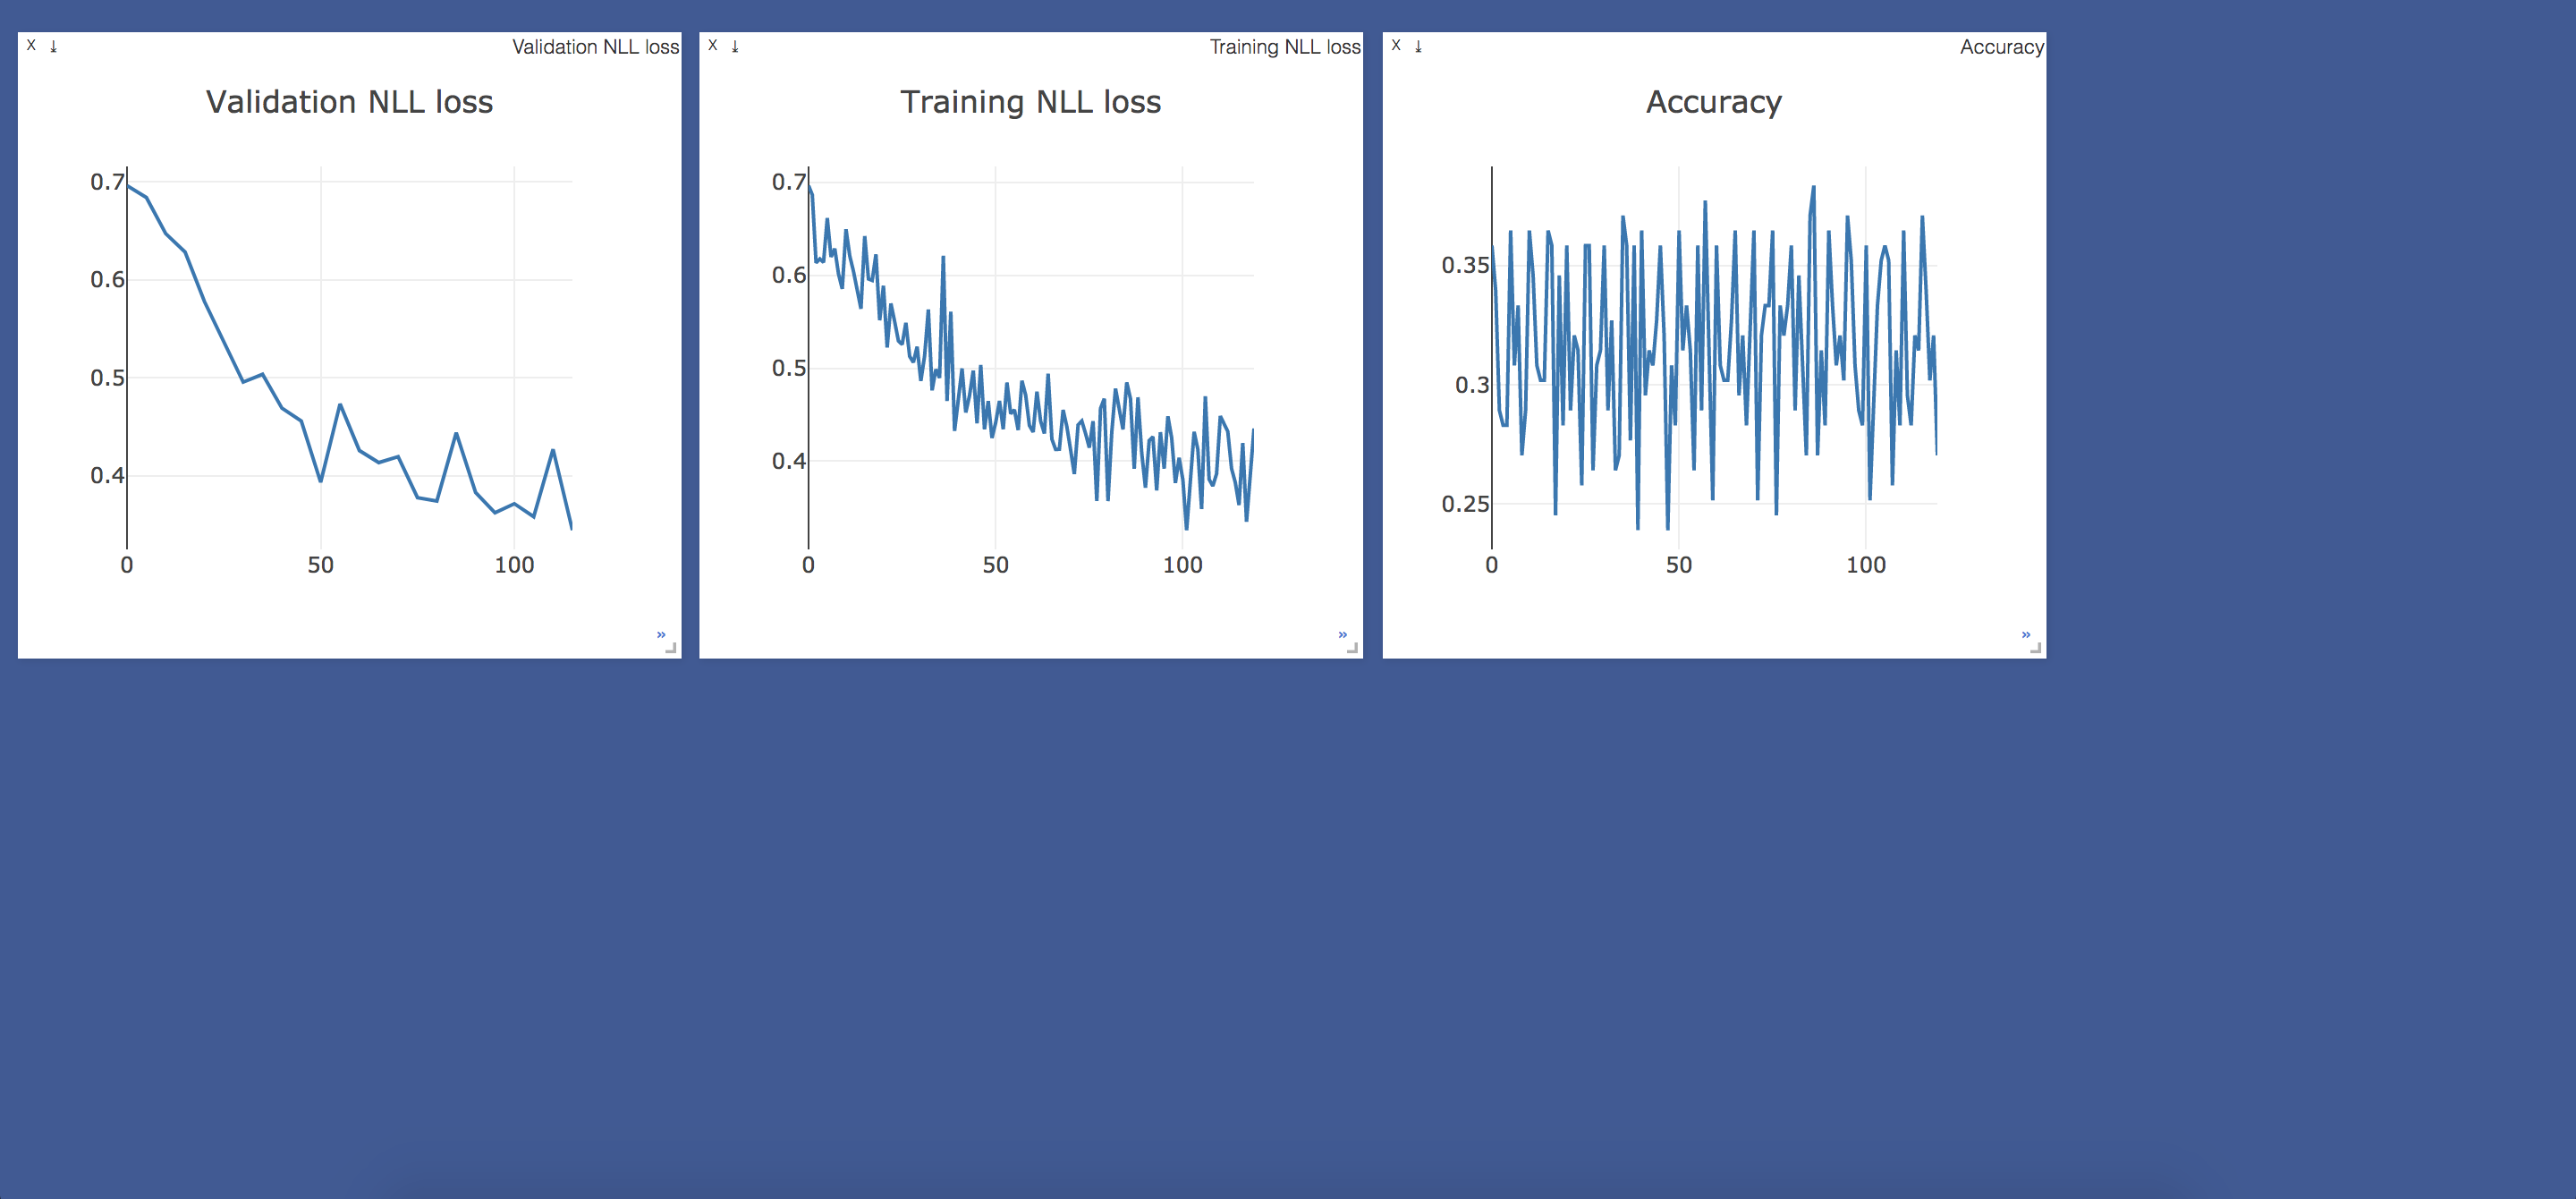 X ⤓ Validation NLL loss
Validation NLL loss
0.7
0.6
0.5
0.4
0 50 100
»
X ⤓ Training NLL loss
Training NLL loss
0.7
0.6
0.5
0.4
0 50 100
»
X ⤓ Accuracy
Accuracy
0.35
0.3
0.25
0 50 100
»